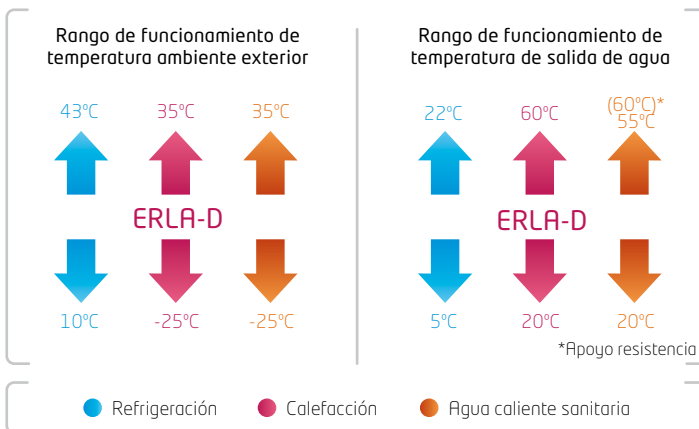 Rango de funcionamiento de
temperatura ambiente exterior
43ºC 35ºC 35ºC
ERLA-D
10ºC -25ºC -25ºC
Rango de funcionamiento de
temperatura de salida de agua
22ºC 60ºC (60ºC)*
55ºC
ERLA-D
5ºC 20ºC 20ºC
*Apoyo resistencia
Refrigeración Calefacción Agua caliente sanitaria